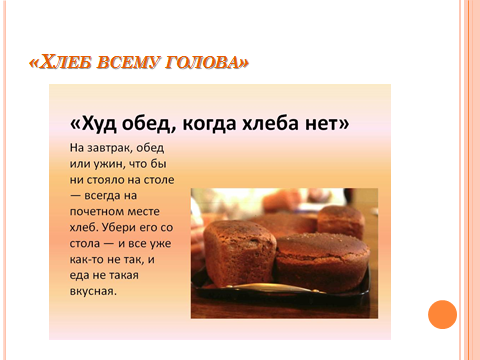 «Хлеб всему голова»
«Худ обед, когда хлеба нет»
На завтрак, обед
или ужин, что бы
ни стояло на столе
— всегда на
почетном месте
хлеб. Убери его со
стола — и все уже
как-то не так, и
еда не такая
вкусная.